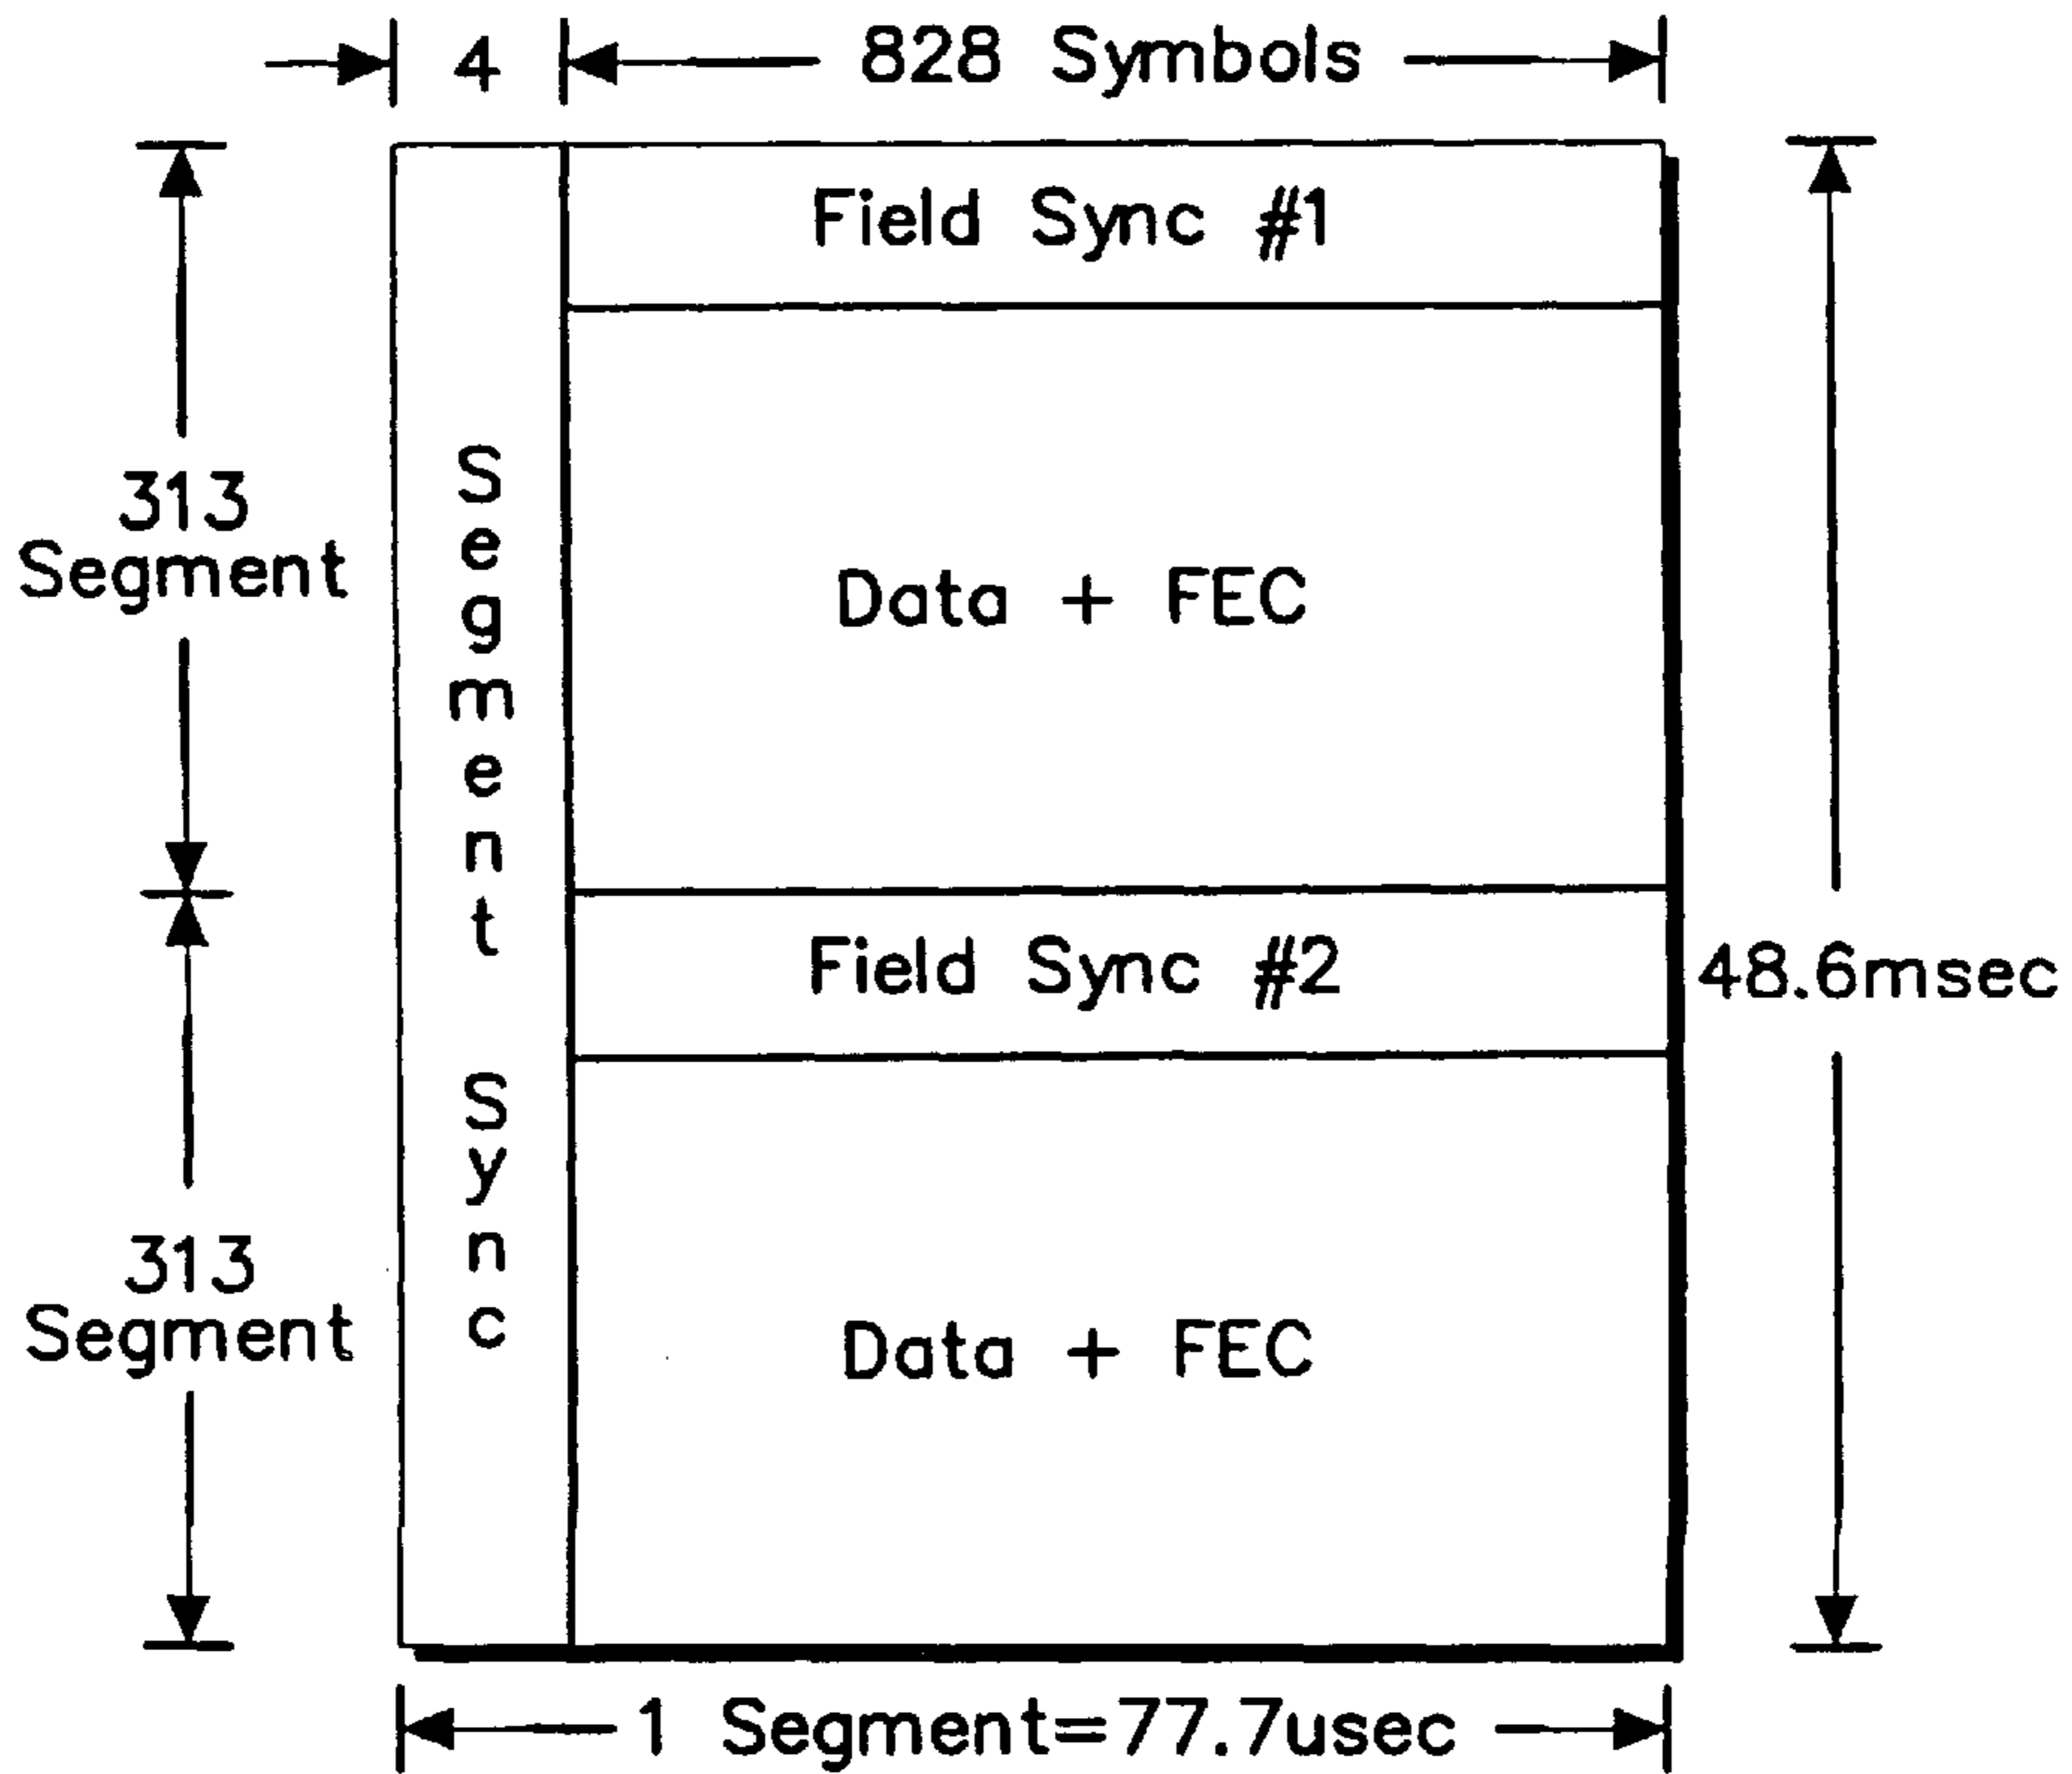 4
828 Symbols
Field Sync #1
313
Segment
Data + FEC
Segment Sync
Field Sync #2
48.6msec
313
Segment
Data + FEC
1 Segment=77.7usec